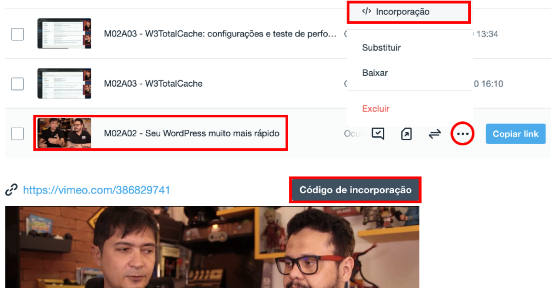 </> Incorporação
M02A03 - W3TotalCache: configurações e teste de perfo...
13:34
Substituir
Baixar
M02A03 - W3TotalCache
0 16:10
Excluir
M02A02 - Seu WordPress muito mais rápido
Ocul
Copiar link
https://vimeo.com/386829741
Código de incorporação